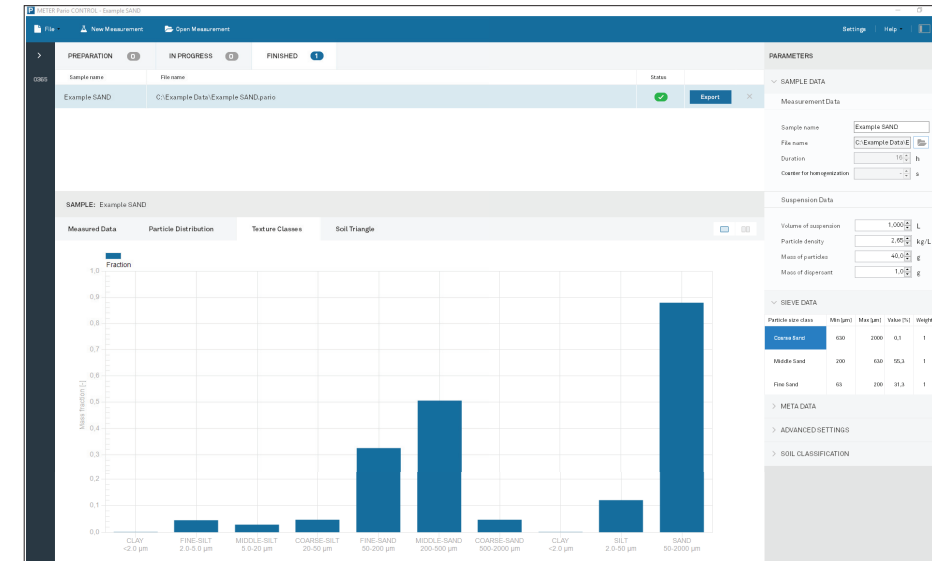 METER Pario CONTROL - Example SAND
File New Measurement Open Measurement Settings Help
PREPARATION 0 IN PROGRESS 0 FINISHED 1
Sample name File name Status
Example SAND C:\Example Data\Example SAND.pario Export
SAMPLE: Example SAND
Measured Data Particle Distribution Texture Classes Soil Triangle
Fraction
1,0
0,9
0,8
0,7
0,6
0,5
0,4
0,3
0,2
0,1
0,0
Mass fraction [-]
CLAY FINE-SILT MIDDLE-SILT COARSE-SILT FINE-SAND MIDDLE-SAND COARSE-SAND CLAY SILT SAND
<2.0 µm 2.0-5.0 µm 5.0-20 µm 20-50 µm 50-200 µm 200-500 µm 500-2000 µm <2.0 µm 2.0-50 µm 50-2000 µm
PARAMETERS
SAMPLE DATA
Measurement Data
Sample name Example SAND
File name C:\Example Data\E
Duration 16 h
Counter for homogenization - s
Suspension Data
Volume of suspension 1,000 L
Particle density 2,65 kg/L
Mass of particles 40,0 g
Mass of dispersant 1,0 g
SIEVE DATA
Particle size class Min [µm] Max [µm] Value [%] Weight
Coarse Sand 630 2000 0,1 1
Middle Sand 200 630 55,3 1
Fine Sand 63 200 31,3 1
META DATA
ADVANCED SETTINGS
SOIL CLASSIFICATION